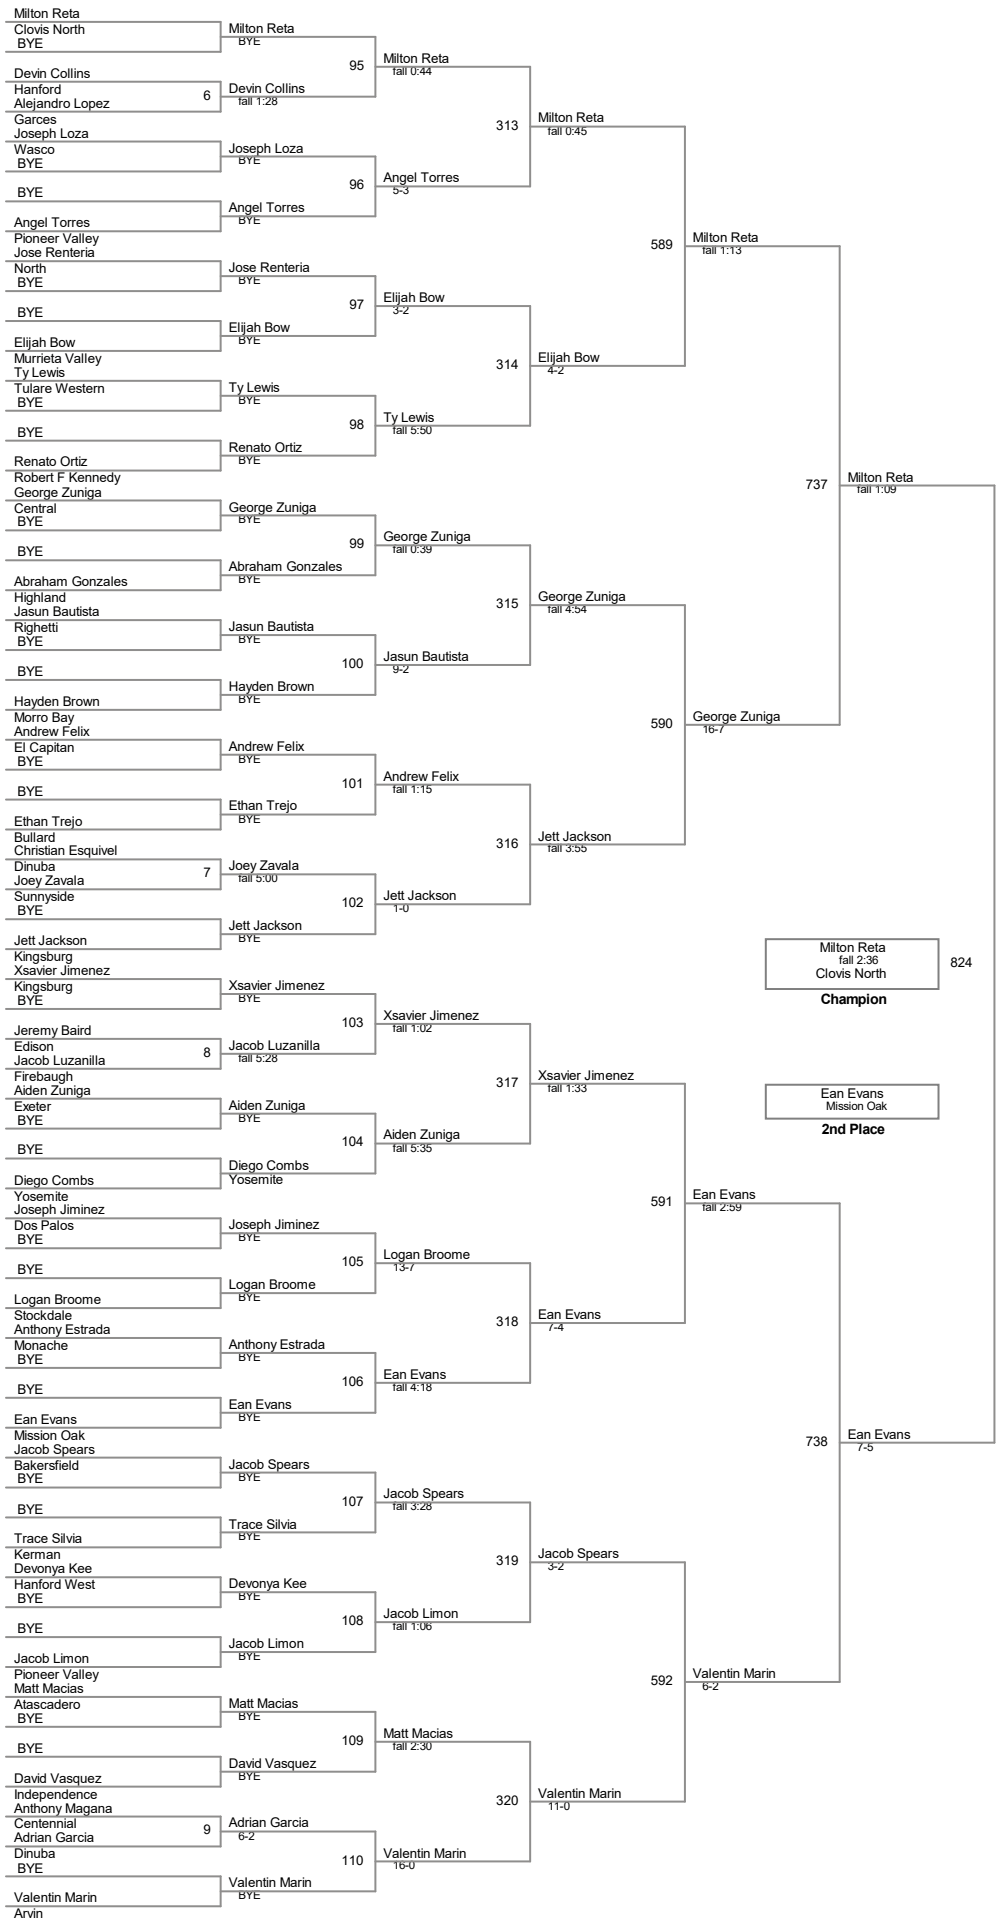 Milton Reta
Clovis North
BYE
Devin Collins
Hanford
Alejandro Lopez
Garces
Joseph Loza
Wasco
BYE
BYE
Angel Torres
Pioneer Valley
Jose Renteria
North
BYE
BYE
Elijah Bow
Murrieta Valley
Ty Lewis
Tulare Western
BYE
BYE
Renato Ortiz
Robert F Kennedy
George Zuniga
Central
BYE
BYE
Abraham Gonzales
Highland
Jasun Bautista
Righetti
BYE
BYE
Hayden Brown
Morro Bay
Andrew Felix
El Capitan
BYE
BYE
Ethan Trejo
Bullard
Christian Esquivel
Dinuba
Joey Zavala
Sunnyside
BYE
Jett Jackson
Kingsburg
Xsavier Jimenez
Kingsburg
BYE
Jeremy Baird
Edison
Jacob Luzanilla
Firebaugh
Aiden Zuniga
Exeter
BYE
BYE
Diego Combs
Yosemite
Joseph Jiminez
Dos Palos
BYE
BYE
Logan Broome
Stockdale
Anthony Estrada
Monache
BYE
BYE
Ean Evans
Mission Oak
Jacob Spears
Bakersfield
BYE
BYE
Trace Silvia
Kerman
Devonya Kee
Hanford West
BYE
BYE
Jacob Limon
Pioneer Valley
Matt Macias
Atascadero
BYE
BYE
David Vasquez
Independence
Anthony Magana
Centennial
Adrian Garcia
Dinuba
BYE
Valentin Marin
Arvin
Milton Reta
BYE
6
Devin Collins
fall 1:28
Joseph Loza
BYE
Angel Torres
BYE
Jose Renteria
BYE
Elijah Bow
BYE
Ty Lewis
BYE
Renato Ortiz
BYE
George Zuniga
BYE
Abraham Gonzales
BYE
Jasun Bautista
BYE
Hayden Brown
BYE
Andrew Felix
BYE
Ethan Trejo
BYE
7
Joey Zavala
fall 5:00
Jett Jackson
BYE
Xsavier Jimenez
BYE
8
Jacob Luzanilla
fall 5:28
Aiden Zuniga
BYE
Diego Combs
Yosemite
Joseph Jiminez
BYE
Logan Broome
BYE
Anthony Estrada
BYE
Ean Evans
BYE
Jacob Spears
BYE
Trace Silvia
BYE
Devonya Kee
BYE
Jacob Limon
BYE
Matt Macias
BYE
David Vasquez
BYE
9
Adrian Garcia
6-2
Valentin Marin
BYE
95
Milton Reta
fall 0:44
96
Angel Torres
5-3
97
Elijah Bow
3-2
98
Ty Lewis
fall 5:50
99
George Zuniga
fall 0:39
100
Jasun Bautista
9-2
101
Andrew Felix
fall 1:15
102
Jett Jackson
1-0
103
Xsavier Jimenez
fall 1:02
104
Aiden Zuniga
fall 5:35
105
Logan Broome
13-7
106
Ean Evans
fall 4:18
107
Jacob Spears
fall 3:28
108
Jacob Limon
fall 1:06
109
Matt Macias
fall 2:30
110
Valentin Marin
16-0
313
Milton Reta
fall 0:45
314
Elijah Bow
4-2
315
George Zuniga
fall 4:54
316
Jett Jackson
fall 3:55
317
Xsavier Jimenez
fall 1:33
318
Ean Evans
7-4
319
Jacob Spears
3-2
320
Valentin Marin
11-0
589
Milton Reta
fall 1:13
590
George Zuniga
16-7
591
Ean Evans
fall 2:59
592
Valentin Marin
6-2
737
Milton Reta
fall 1:09
738
Ean Evans
7-5
Milton Reta
fall 2:36
Clovis North
824
Champion
Ean Evans
Mission Oak
2nd Place